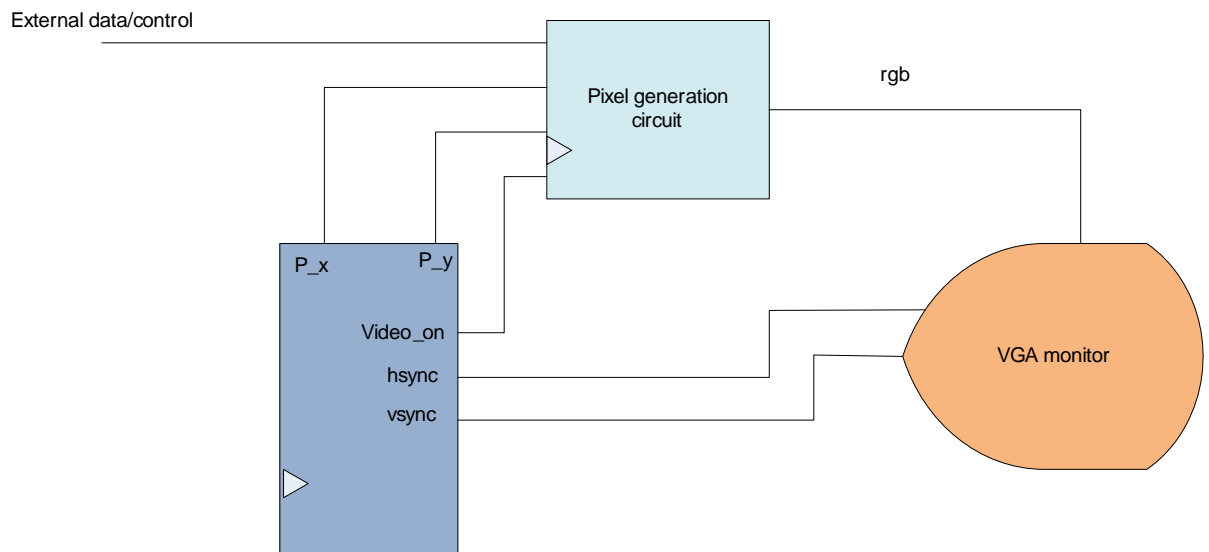 External data/control
Pixel generation
circuit
rgb
P_x
P_y
Video_on
hsync
vsync
VGA monitor